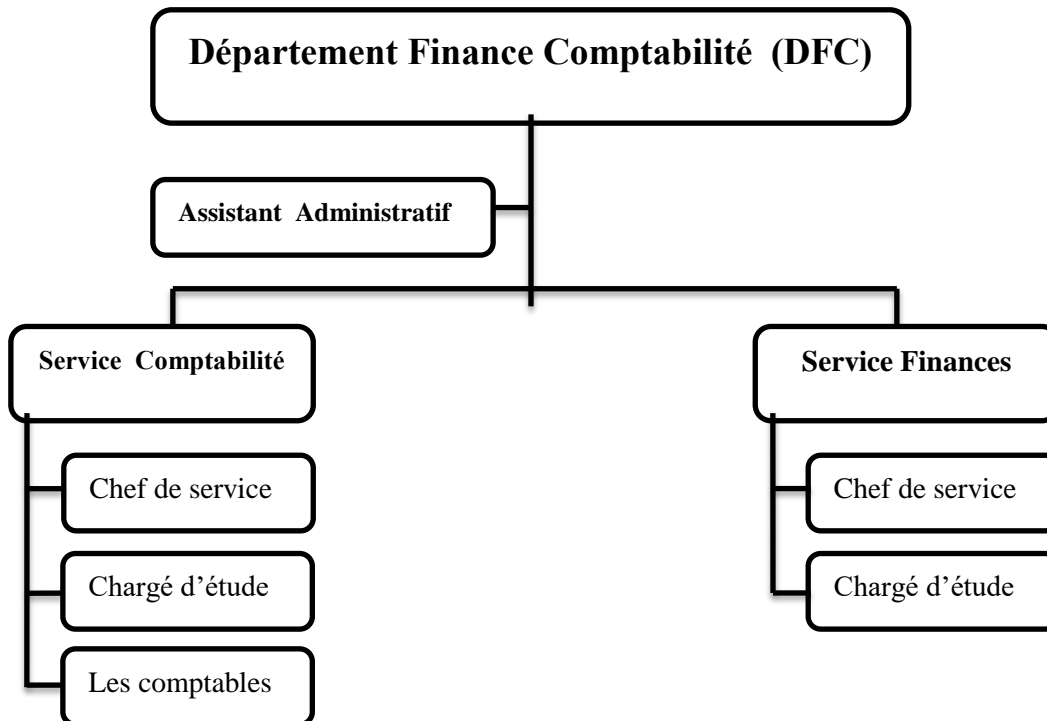 Département Finance Comptabilité (DFC)
Assistant Administratif
Service Comptabilité
Service Finances
Chef de service
Chef de service
Chargé d’étude
Chargé d’étude
Les comptables